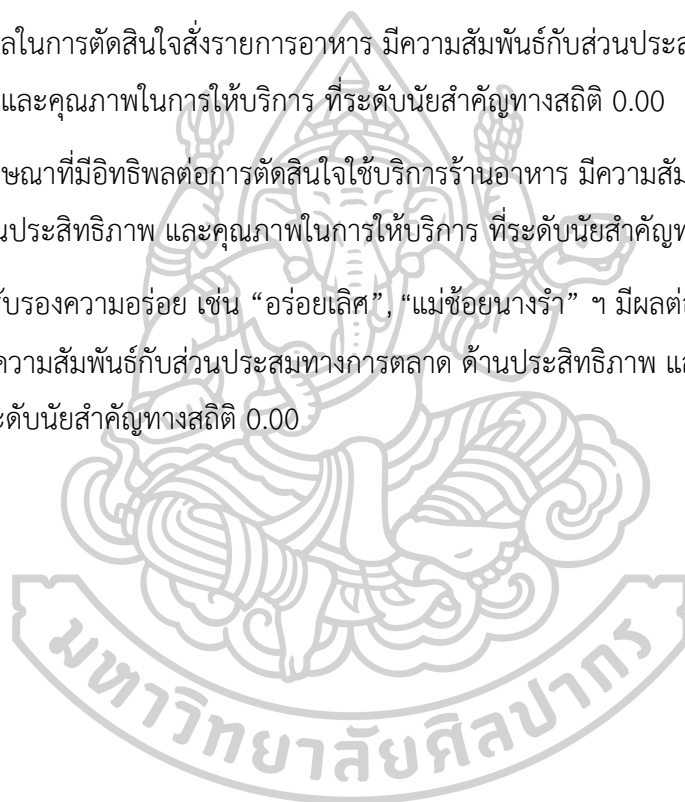 ลในการตัดสินใจสั่งรายการอาหาร มีความสัมพันธ์กับส่วนประส
และคุณภาพในการให้บริการ ที่ระดับนัยสำคัญทางสถิติ 0.00
ษณาที่มีอิทธิพลต่อการตัดสินใจใช้บริการร้านอาหาร มีความสัม
นประสิทธิภาพ และคุณภาพในการให้บริการ ที่ระดับนัยสำคัญท
รับรองความอร่อย เช่น “อร่อยเลิศ”, “แม่ช้อยนางรำ” ฯ มีผลต่
ความสัมพันธ์กับส่วนประสมทางการตลาด ด้านประสิทธิภาพ แล
ะดับนัยสำคัญทางสถิติ 0.00
มหาวิทยาลัยศิลปากร